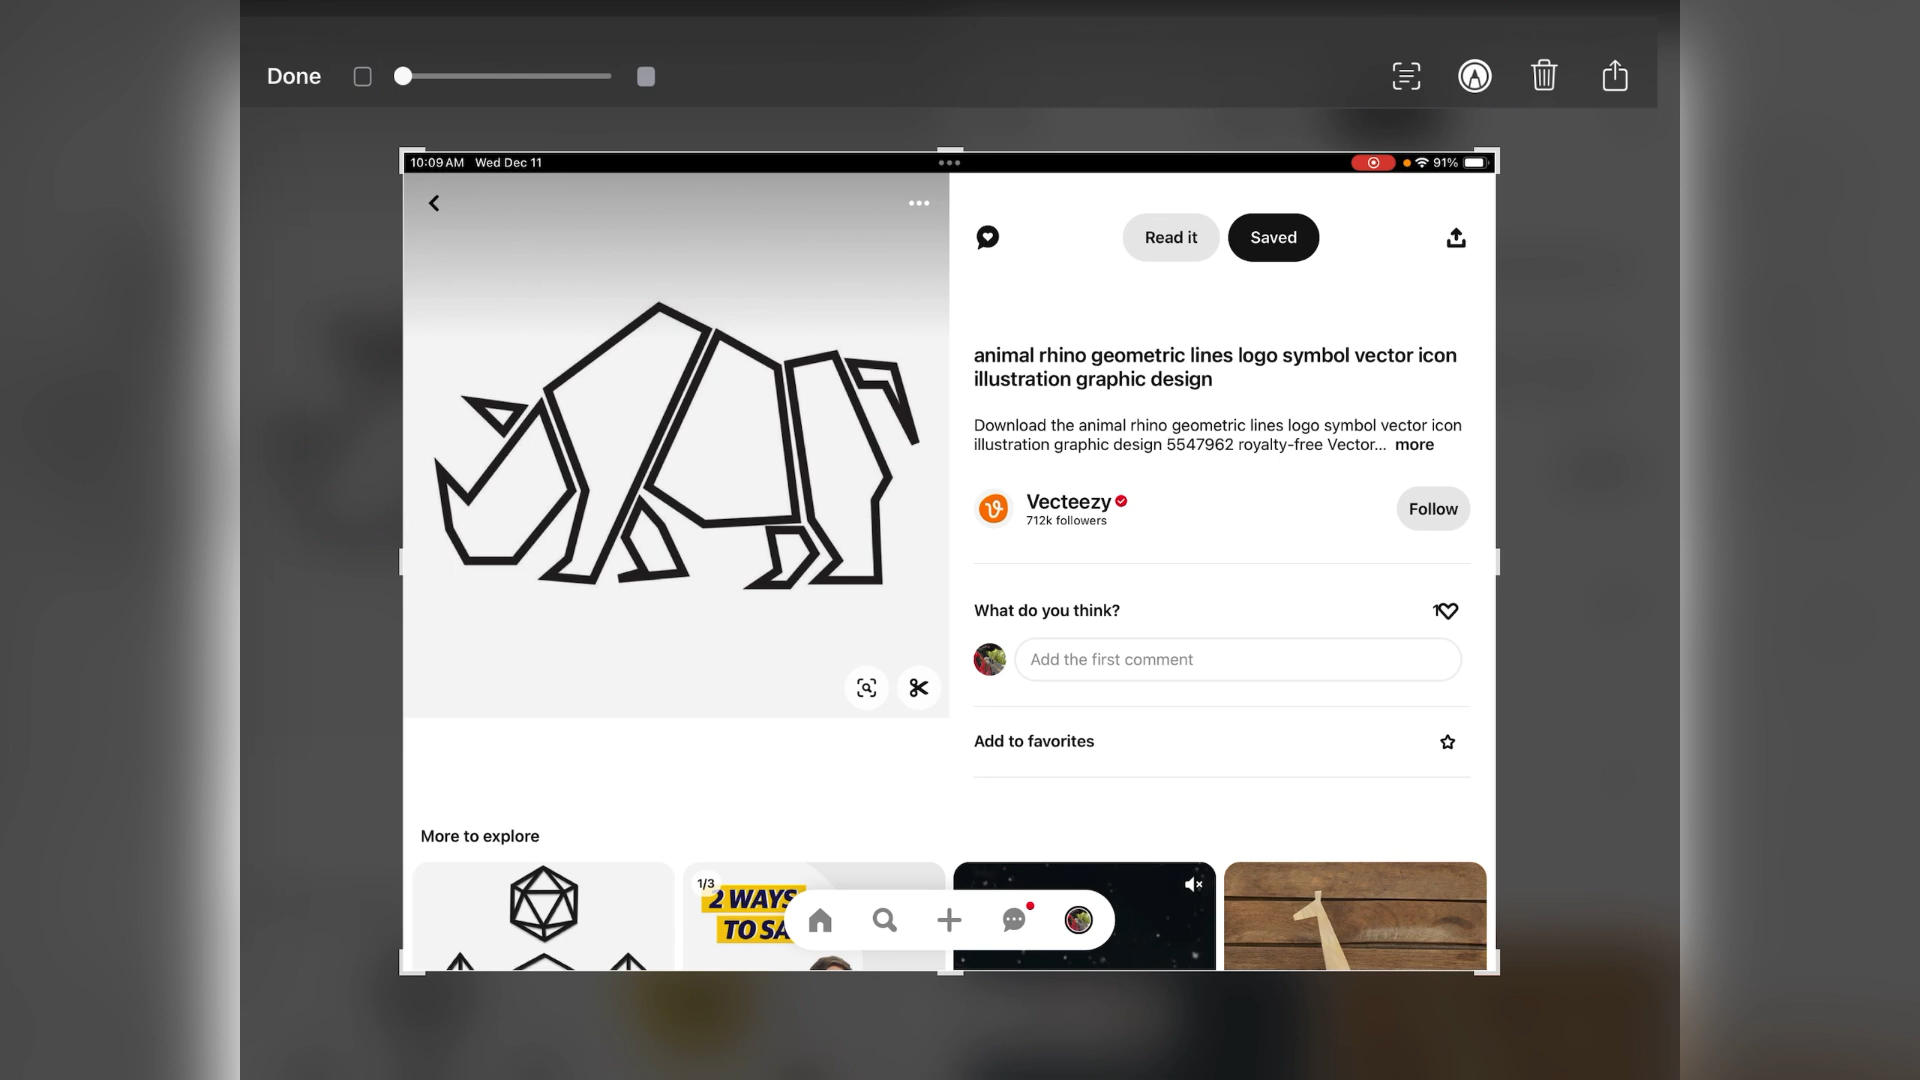 Done
10:09 AM Wed Dec 11
91%
Read it
Saved
animal rhino geometric lines logo symbol vector icon
illustration graphic design
Download the animal rhino geometric lines logo symbol vector icon
illustration graphic design 5547962 royalty-free Vector... more
Vecteezy
712k followers
Follow
What do you think?
1
Add the first comment
Add to favorites
More to explore
1/3
2 WAYS
TO SA